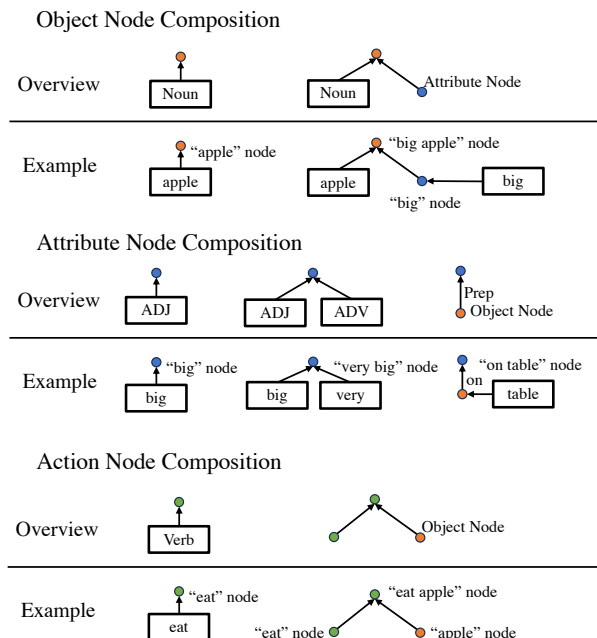 Object Node Composition
Overview
Noun
Noun
Attribute Node
Example
“apple” node
apple
“big apple” node
apple
“big” node
big
Attribute Node Composition
Overview
ADJ
ADJ
ADV
Prep
Object Node
Example
“big” node
big
“very big” node
big
very
“on table” node
on
table
Action Node Composition
Overview
Verb
Object Node
Example
“eat” node
eat
“eat apple” node
“eat” node
“apple” node